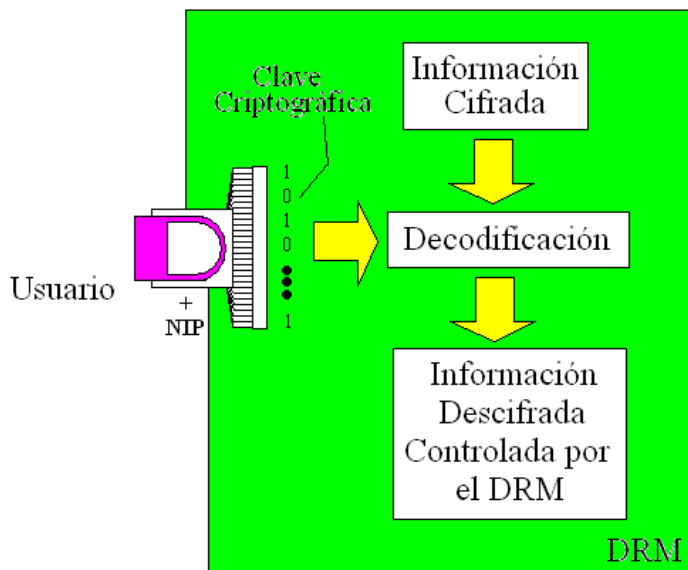 Clave
Criptográfica
Información
Cifrada
1
0
1
0
1
Decodificación
Usuario
+
NIP
Información
Descifrada
Controlada por
el DRM
DRM